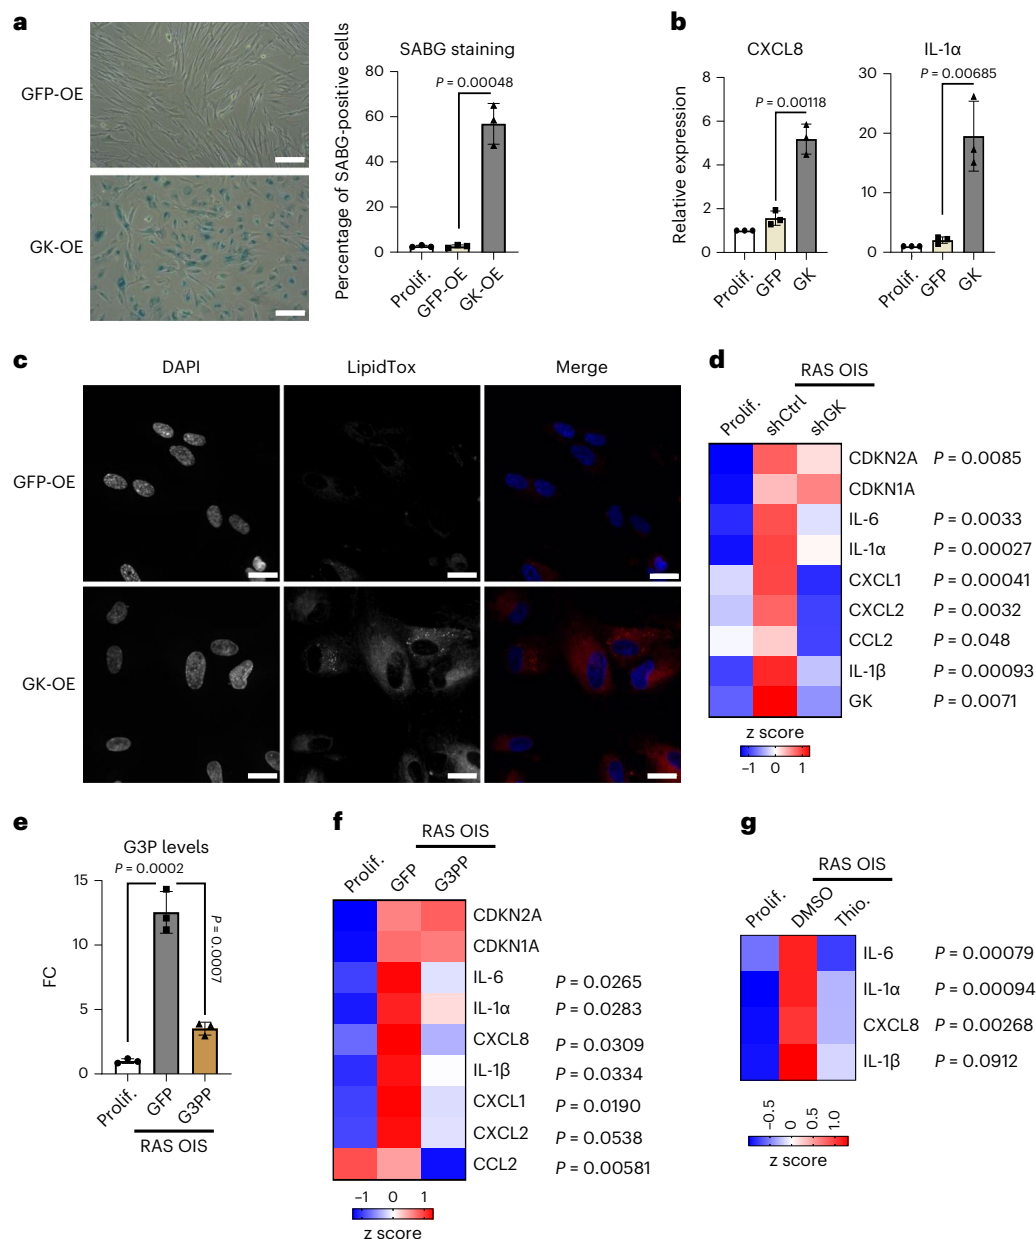 a
GFP-OE
GK-OE
SABG staining
Percentage of SABG-positive cells
80
60
40
20
0
P = 0.00048
Prolif.
GFP-OE
GK-OE
b
CXCL8
Relative expression
8
6
4
2
0
P = 0.00118
Prolif.
GFP
GK
IL-1α
30
20
10
0
P = 0.00685
Prolif.
GFP
GK
c
DAPI
LipidTox
Merge
GFP-OE
GK-OE
d
RAS OIS
Prolif.
shCtrl
shGK
CDKN2A P = 0.0085
CDKN1A
IL-6 P = 0.0033
IL-1α P = 0.00027
CXCL1 P = 0.00041
CXCL2 P = 0.0032
CCL2 P = 0.048
IL-1β P = 0.00093
GK P = 0.0071
z score
–1 0 1
e
G3P levels
P = 0.0002
P = 0.0007
FC
15
10
5
0
Prolif.
GFP
G3PP
RAS OIS
f
RAS OIS
Prolif.
GFP
G3PP
CDKN2A
CDKN1A
IL-6 P = 0.0265
IL-1α P = 0.0283
CXCL8 P = 0.0309
IL-1β P = 0.0334
CXCL1 P = 0.0190
CXCL2 P = 0.0538
CCL2 P = 0.00581
–1 0 1
z score
g
RAS OIS
Prolif.
DMSO
Thio.
IL-6 P = 0.00079
IL-1α P = 0.00094
CXCL8 P = 0.00268
IL-1β P = 0.0912
–0.5 0 0.5 1.0
z score